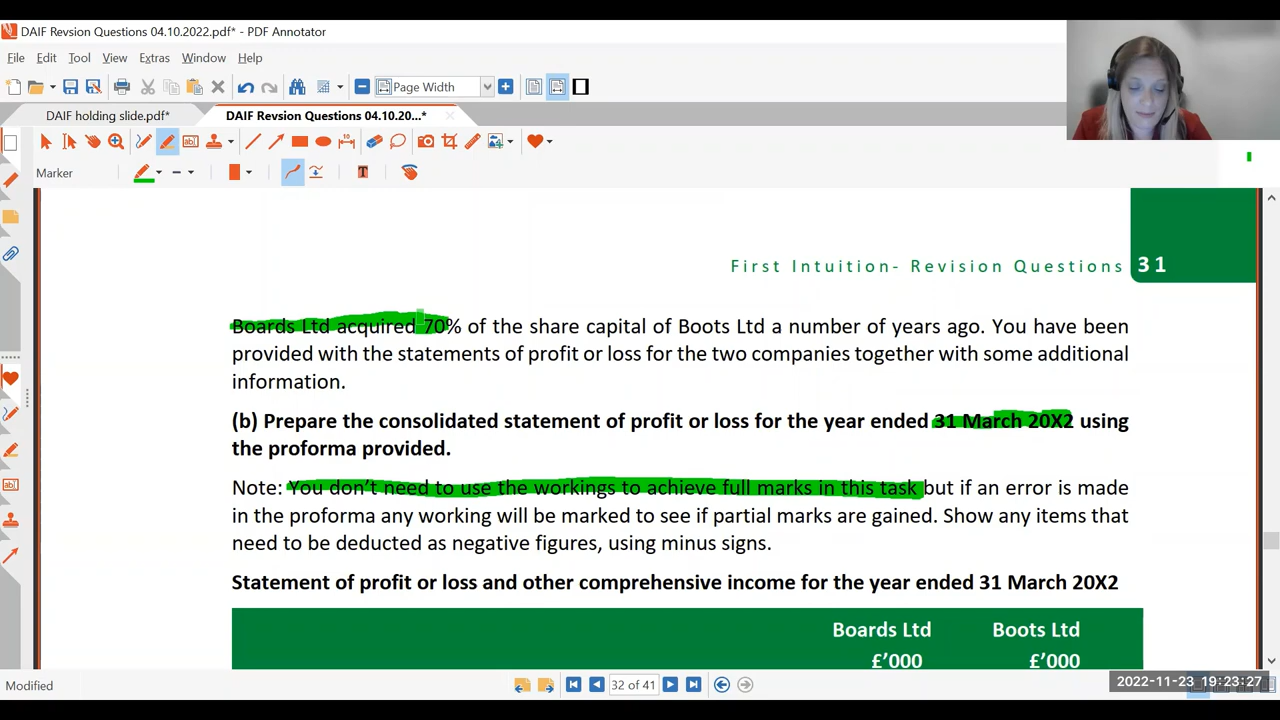 DAIF Revsion Questions 04.10.2022.pdf* - PDF Annotator
File Edit Tool View Extras Window Help
Page Width
DAIF holding slide.pdf*
DAIF Revsion Questions 04.10.20...*
Marker
First Intuition- Revision Questions 31
Boards Ltd acquired 70% of the share capital of Boots Ltd a number of years ago. You have been
provided with the statements of profit or loss for the two companies together with some additional
information.
(b) Prepare the consolidated statement of profit or loss for the year ended 31 March 20X2 using
the proforma provided.
Note: You don't need to use the workings to achieve full marks in this task but if an error is made
in the proforma any working will be marked to see if partial marks are gained. Show any items that
need to be deducted as negative figures, using minus signs.
Statement of profit or loss and other comprehensive income for the year ended 31 March 20X2
Boards Ltd Boots Ltd
£'000 £'000
Modified
32 of 41
2022-11-23 19:23:27